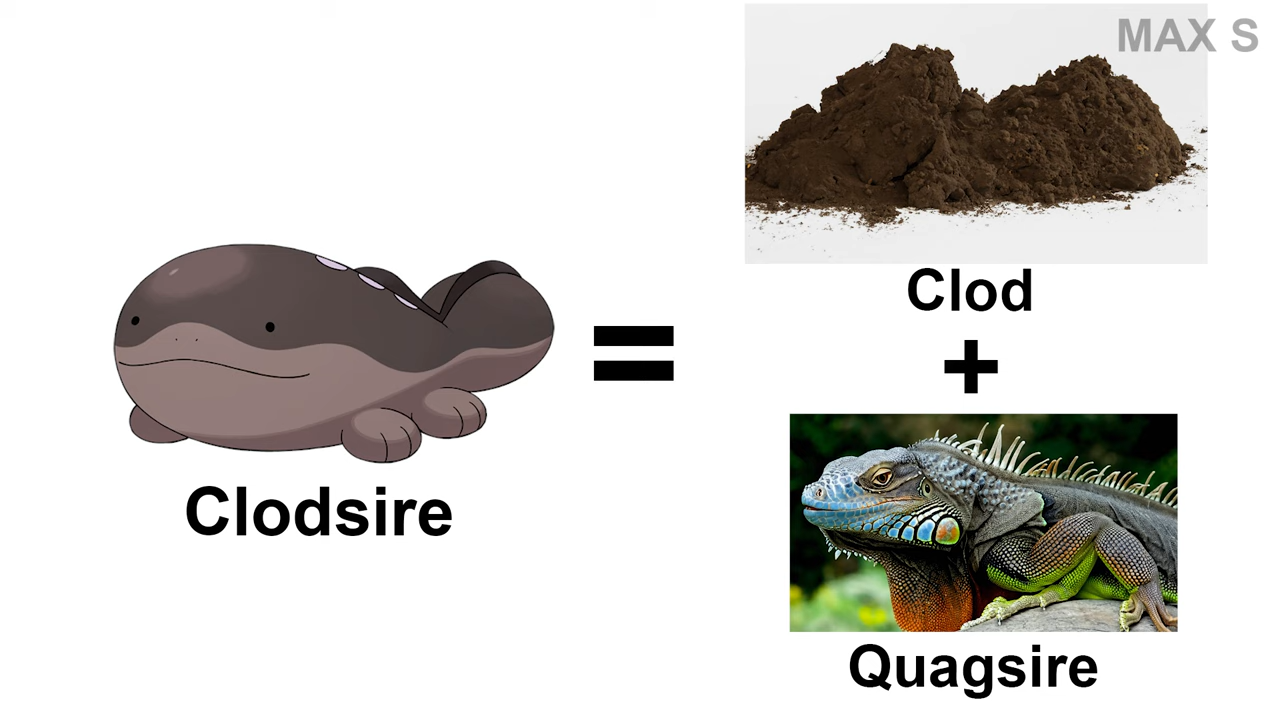 MAX S
Clod
Clodsire
=
+
Quagsire